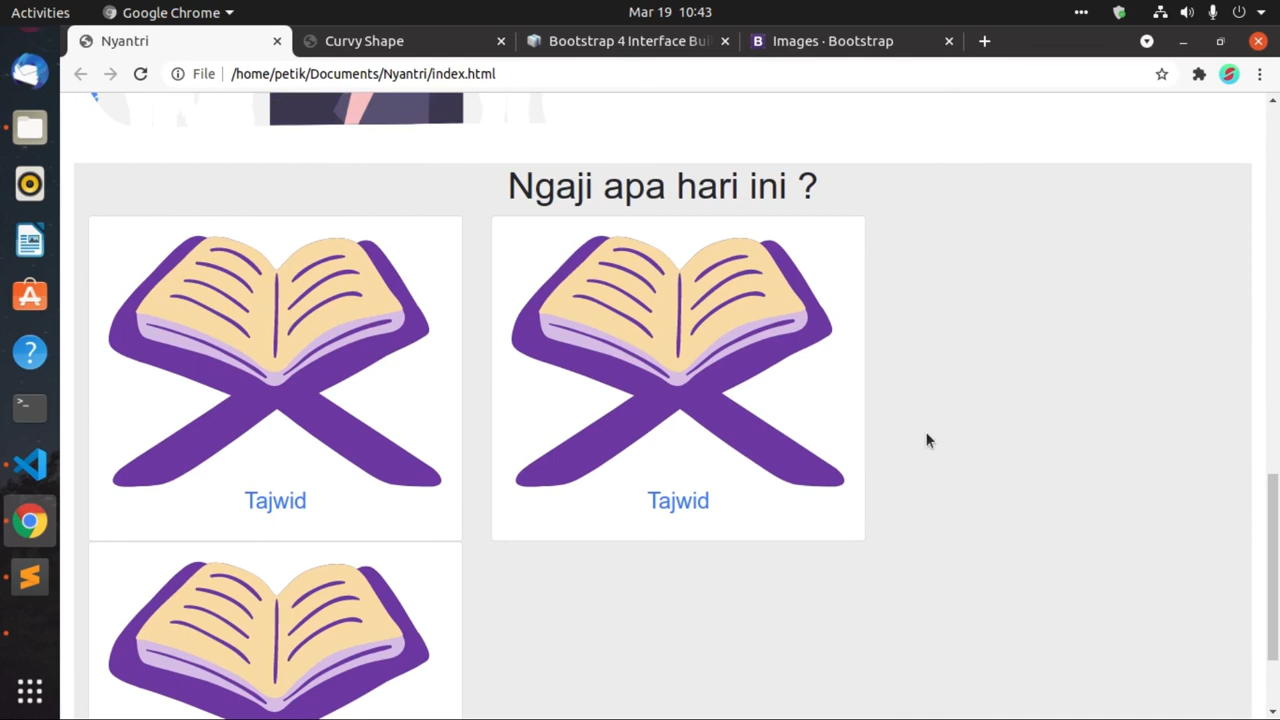 Activities
Google Chrome
Mar 19 10:43
Nyantri
Curvy Shape
Bootstrap 4 Interface Bui
Images · Bootstrap
File
/home/petik/Documents/Nyantri/index.html
Ngaji apa hari ini ?
Tajwid
Tajwid